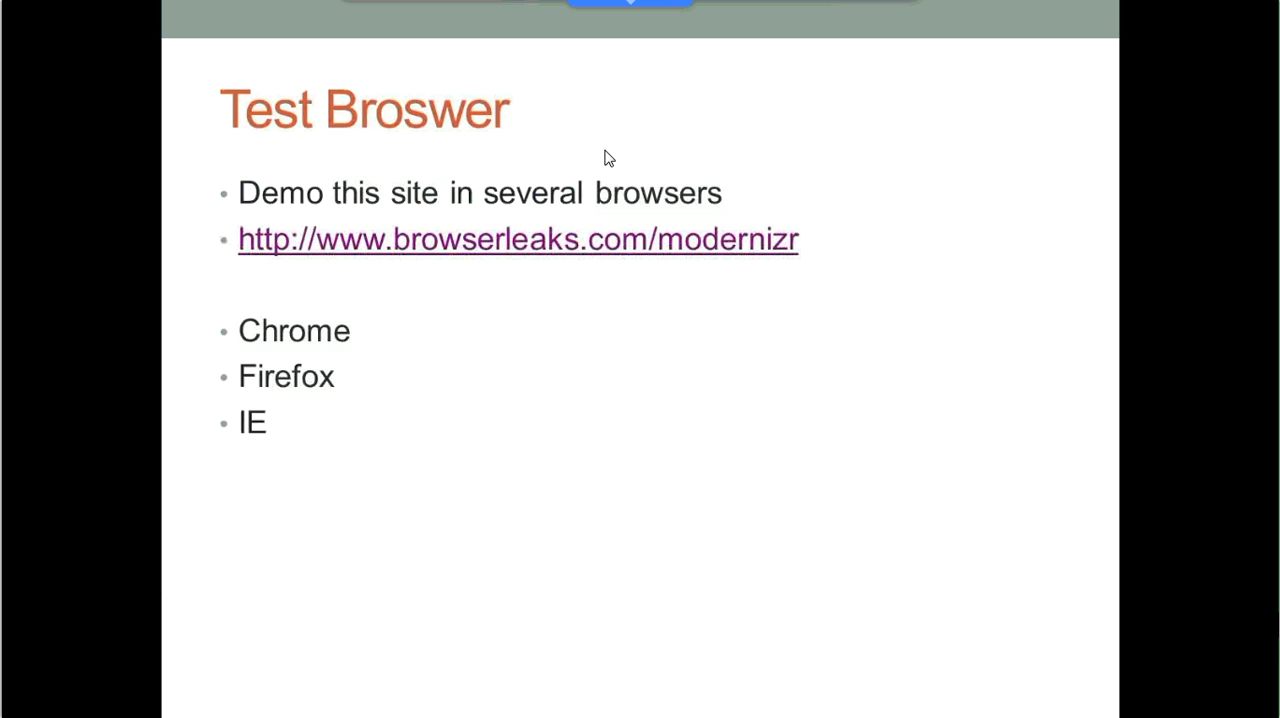 Test Broswer
• Demo this site in several browsers
• http://www.browserleaks.com/modernizr
• Chrome
• Firefox
• IE